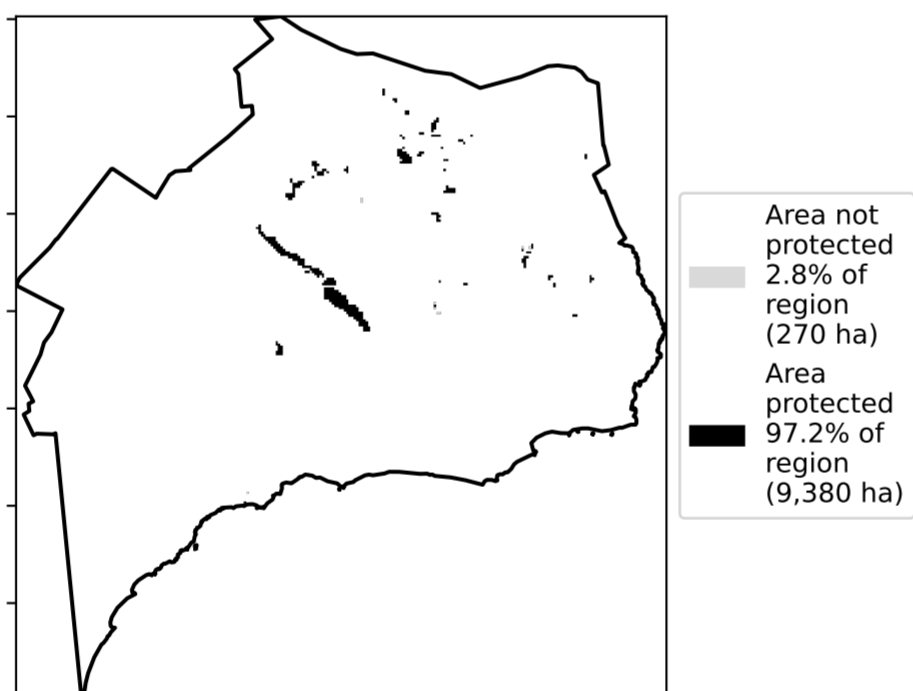 Area not
protected
2.8% of
region
(270 ha)
Area
protected
97.2% of
region
(9,380 ha)